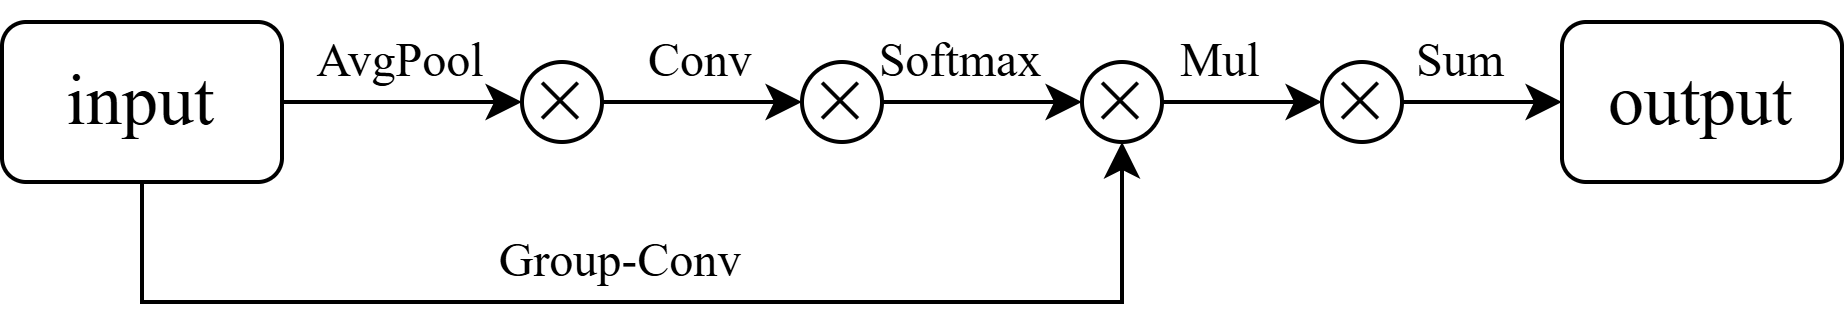 input
AvgPool
Conv
Softmax
Mul
Sum
output
Group-Conv